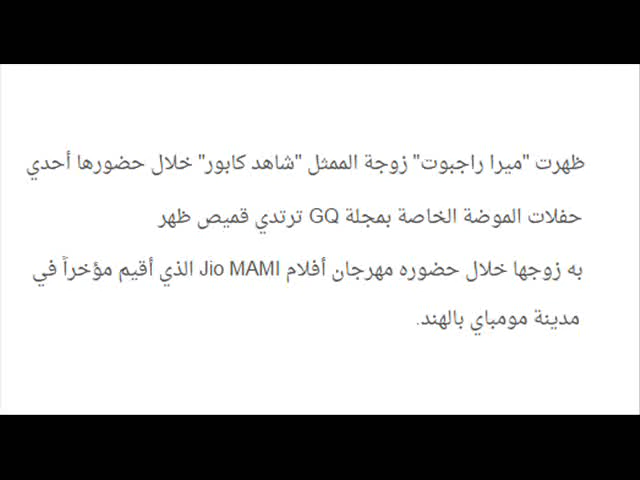 ظهرت "ميرا راجبوت" زوجة الممثل "شاهد كابور" خلال حضورها أحدي
حفلات الموضة الخاصة بمجلة GQ ترتدي قميص ظهر
به زوجها خلال حضوره مهرجان أفلام Jio MAMI الذي أقيم مؤخراً في
مدينة مومباي بالهند.